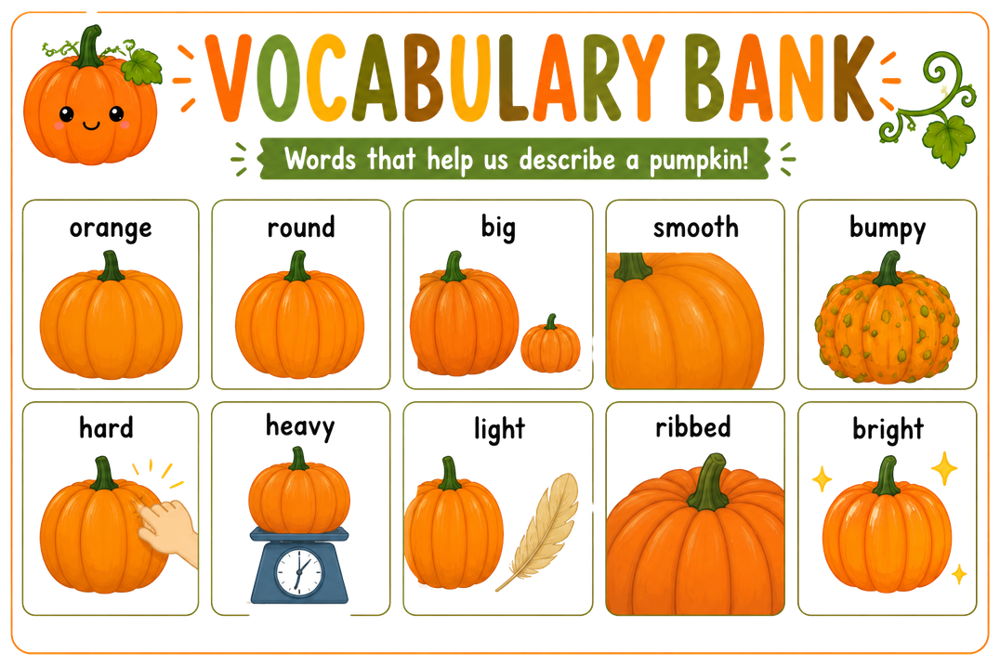 VOCABULARY BANK
Words that help us describe a pumpkin!
orange
round
big
smooth
bumpy
hard
heavy
light
ribbed
bright